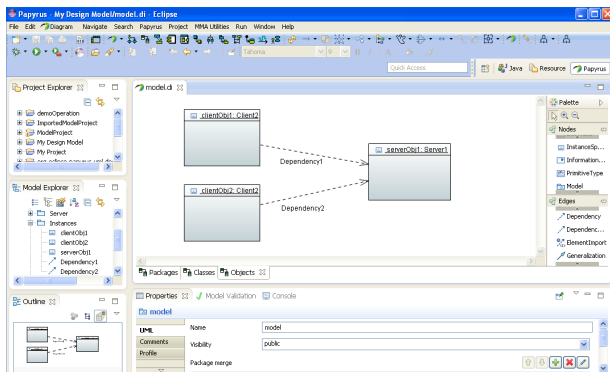 Papyrus - My Design Model/model.di - Eclipse
File Edit Diagram Navigate Search Papyrus Project MMA Utilities Run Window Help
Tahoma 9
Quick Access Java Resource Papyrus
Project Explorer
demoOperation
ImportedModelProject
ModelProject
My Design Model
My Project
Model Explorer
Server
Instances
clientObj1
clientObj2
serverObj1
Dependency1
Dependency2
Outline
model.di
clientObj1: Client2
serverObj1: Server1
Dependency1
clientObj2: Client2
Dependency2
Packages Classes Objects
Palette
Nodes
InstanceSp...
Information...
PrimitiveType
Model
Edges
Dependency
Dependenc...
ElementImport
Generalization
Properties Model Validation Console
model
UML
Comments
Profile
Name model
Visibility public
Package merge